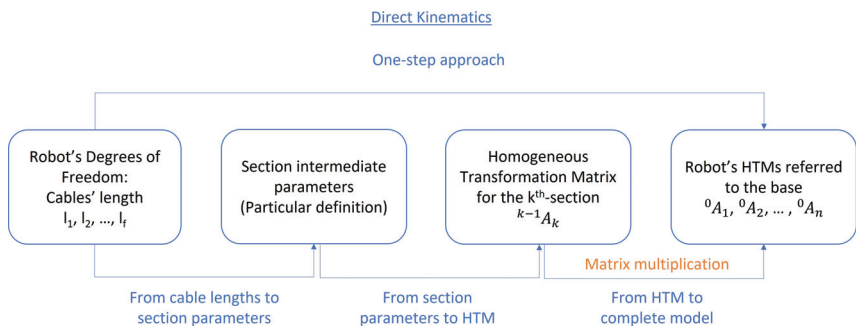 Direct Kinematics
One-step approach
Robot's Degrees of
Freedom:
Cables' length
l₁, l₂, ..., lf
Section intermediate
parameters
(Particular definition)
Homogeneous
Transformation Matrix
for the kᵗʰ-section
ᵏ⁻¹Aₖ
Robot's HTMs referred
to the base
⁰A₁, ⁰A₂, ... , ⁰Aₙ
Matrix multiplication
From cable lengths to
section parameters
From section
parameters to HTM
From HTM to
complete model